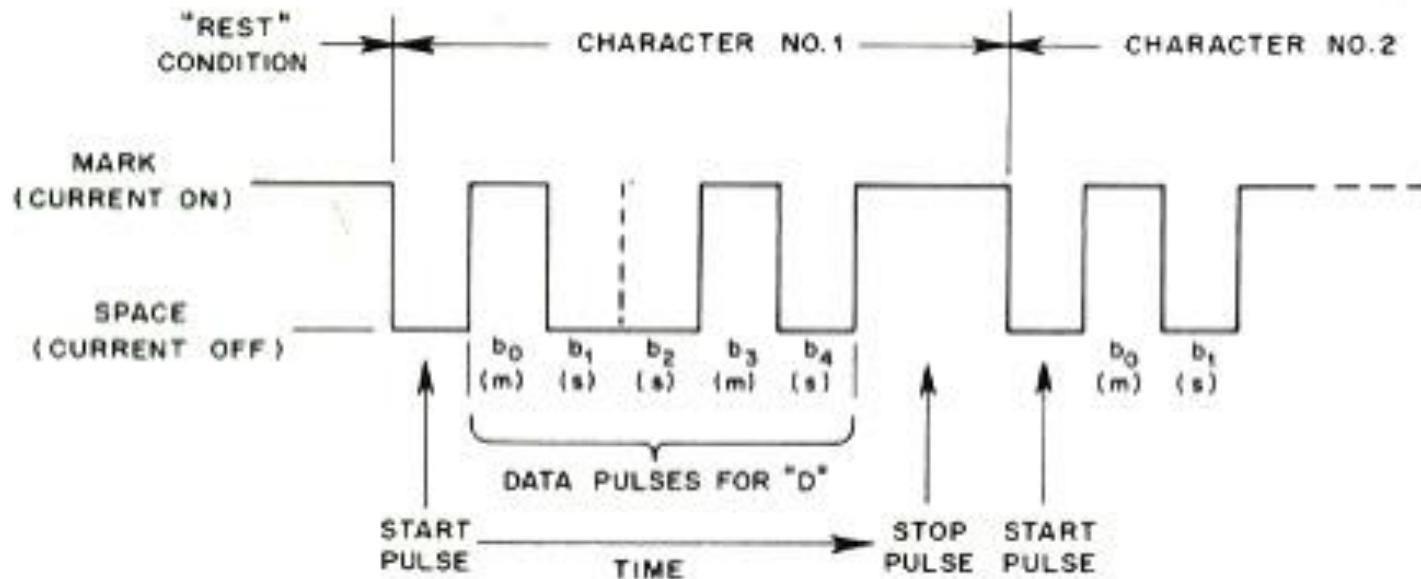 "REST"
CONDITION
CHARACTER NO.1
CHARACTER NO.2
MARK
(CURRENT ON)
SPACE
(CURRENT OFF)
b₀ b₁ b₂ b₃ b₄
(m) (s) (s) (m) (s)
b₀ b₁
(m) (s)
DATA PULSES FOR "D"
START
PULSE
TIME
STOP
PULSE
START
PULSE